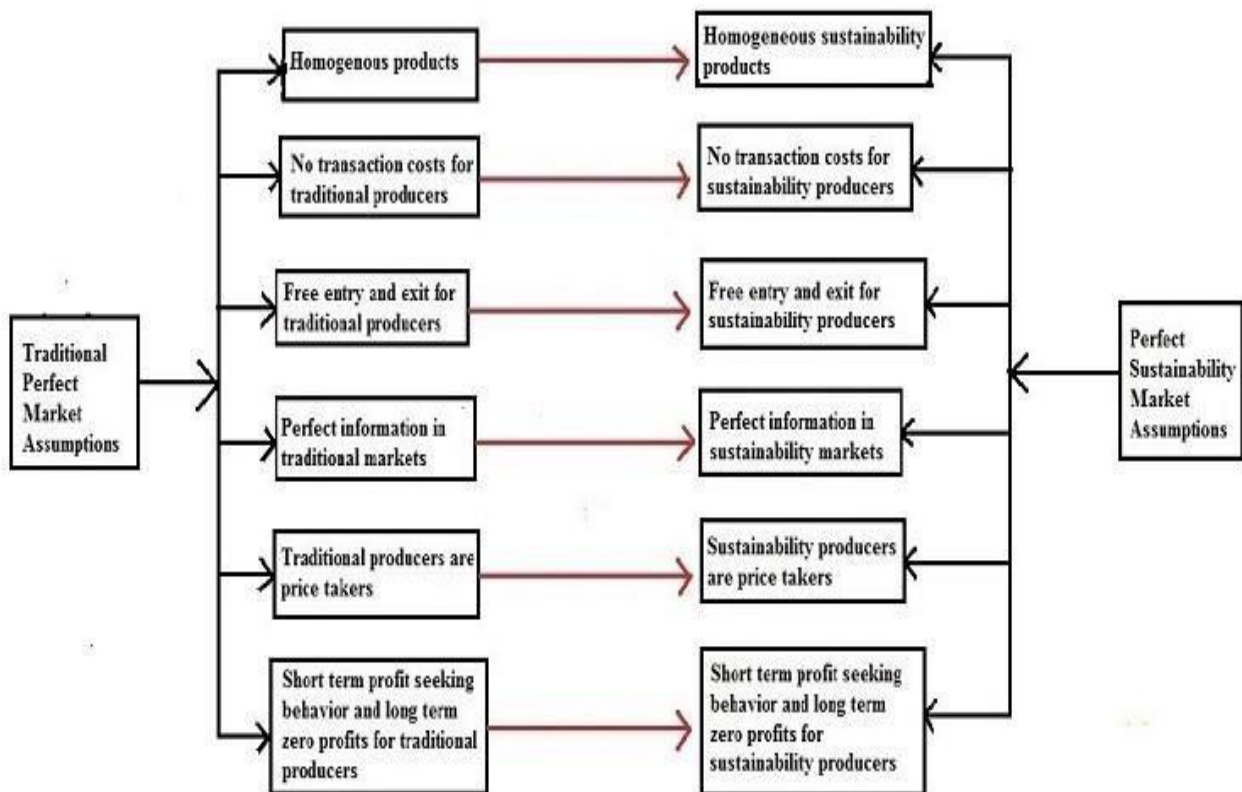 Traditional
Perfect
Market
Assumptions
Homogenous products
No transaction costs for
traditional producers
Free entry and exit for
traditional producers
Perfect information in
traditional markets
Traditional producers are
price takers
Short term profit seeking
behavior and long term
zero profits for traditional
producers
Homogeneous sustainability
products
No transaction costs for
sustainability producers
Free entry and exit for
sustainability producers
Perfect information in
sustainability markets
Sustainability producers
are price takers
Short term profit seeking
behavior and long term
zero profits for
sustainability producers
Perfect
Sustainability
Market
Assumptions